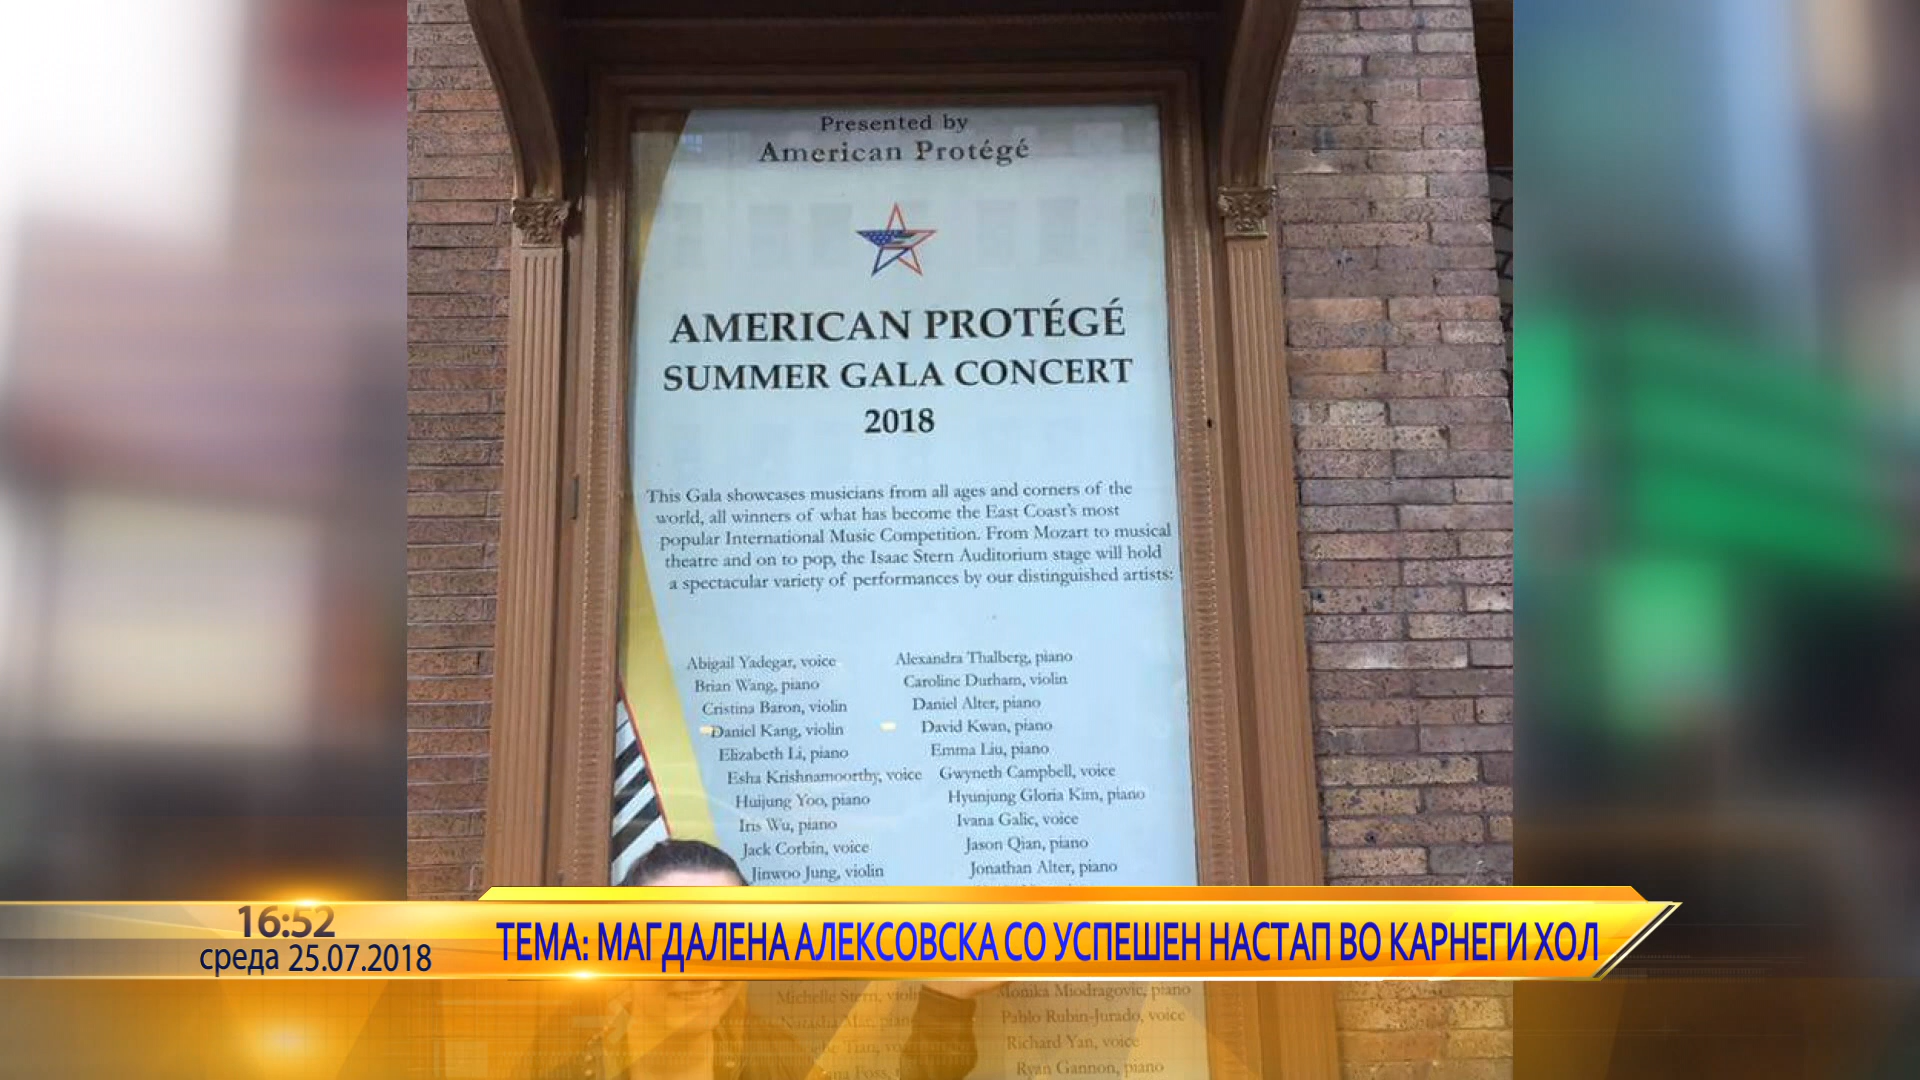 Presented by
American Protégé
AMERICAN PROTÉGÉ
SUMMER GALA CONCERT
2018
This Gala showcases musicians from all ages and corners of the
world, all winners of what has become the East Coast's most
popular International Music Competition. From Mozart to musical
theatre and on to pop, the Isaac Stern Auditorium stage will hold
a spectacular variety of performances by our distinguished artists:
Abigail Yadegar, voice
Brian Wang, piano
Cristina Baron, violin
Daniel Kang, violin
Elizabeth Li, piano
Esha Krishnamoorthy, voice
Huijung Yoo, piano
Iris Wu, piano
Jack Corbin, voice
Jinwoo Jung, violin
Alexandra Thalberg, piano
Caroline Durham, violin
Daniel Alter, piano
David Kwan, piano
Emma Liu, piano
Gwyneth Campbell, voice
Hyunjung Gloria Kim, piano
Ivana Galic, voice
Jason Qian, piano
Jonathan Alter, piano
16:52
среда 25.07.2018
ТЕМА: МАГДАЛЕНА АЛЕКСОВСКА СО УСПЕШЕН НАСТАП ВО КАРНЕГИ ХОЛ
Michelle Stern, violin
Monika Miodragovic, piano
Pablo Rubin-Jurado, voice
Richard Yan, voice
Ryan Gannon, piano